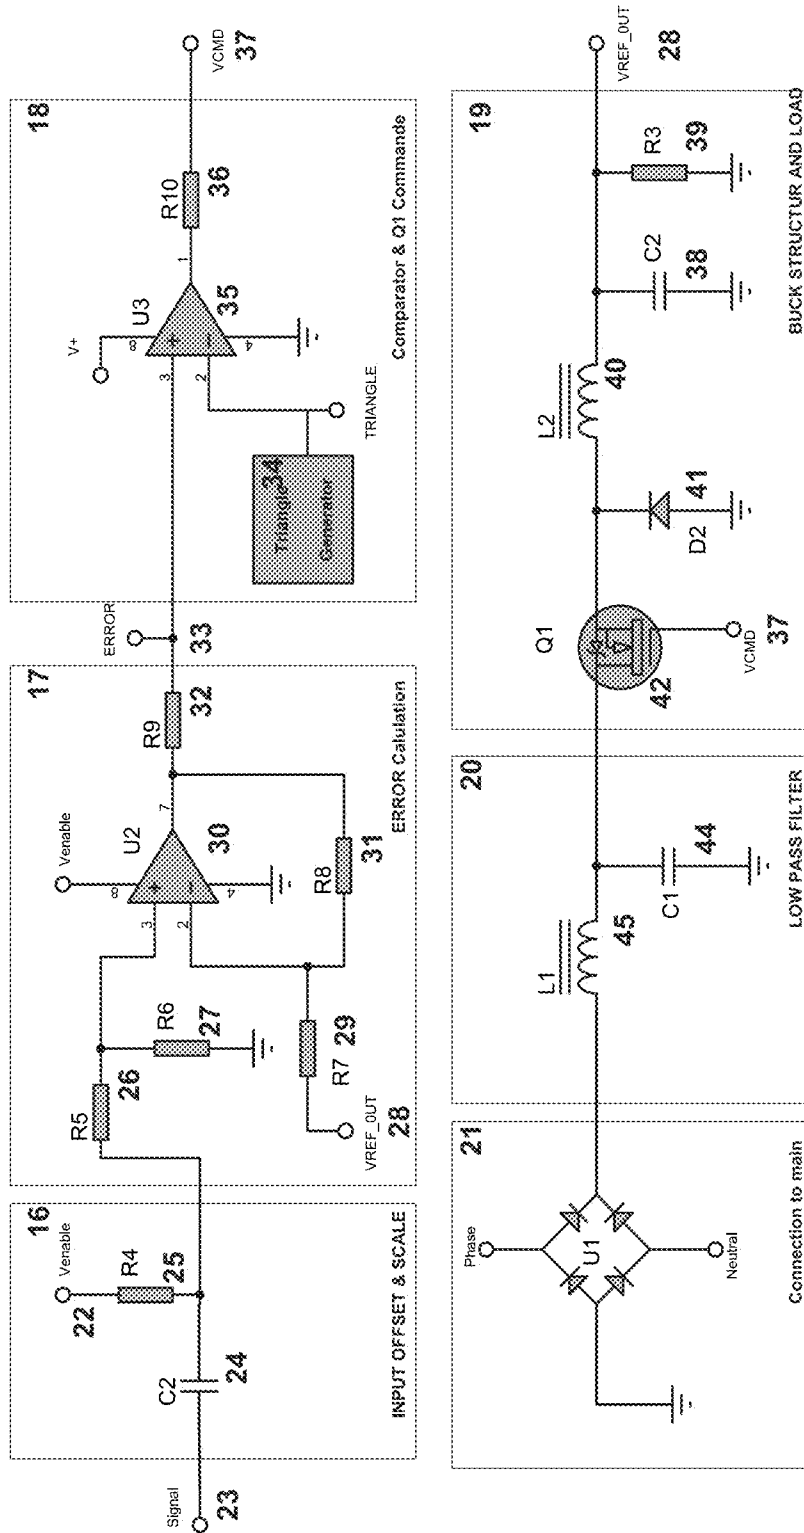 16
INPUT OFFSET & SCALE
Signal
23
C2
24
22
Venable
R4
25
17
ERROR Calulation
R5
26
R6
27
VREF_0UT
28
R7
29
Venable
8
3
2
4
7
U2
30
R8
31
R9
32
ERROR
33
18
Comparator & Q1 Commande
Triangle
Generator
34
TRIANGLE
V+
8
3
2
4
1
U3
35
R10
36
VCMD
37
21
Connection to main
Phase
U1
Neutral
20
LOW PASS FILTER
L1
45
C1
44
19
BUCK STRUCTUR AND LOAD
Q1
42
VCMD
37
D2
41
L2
40
C2
38
R3
39
VREF_0UT
28